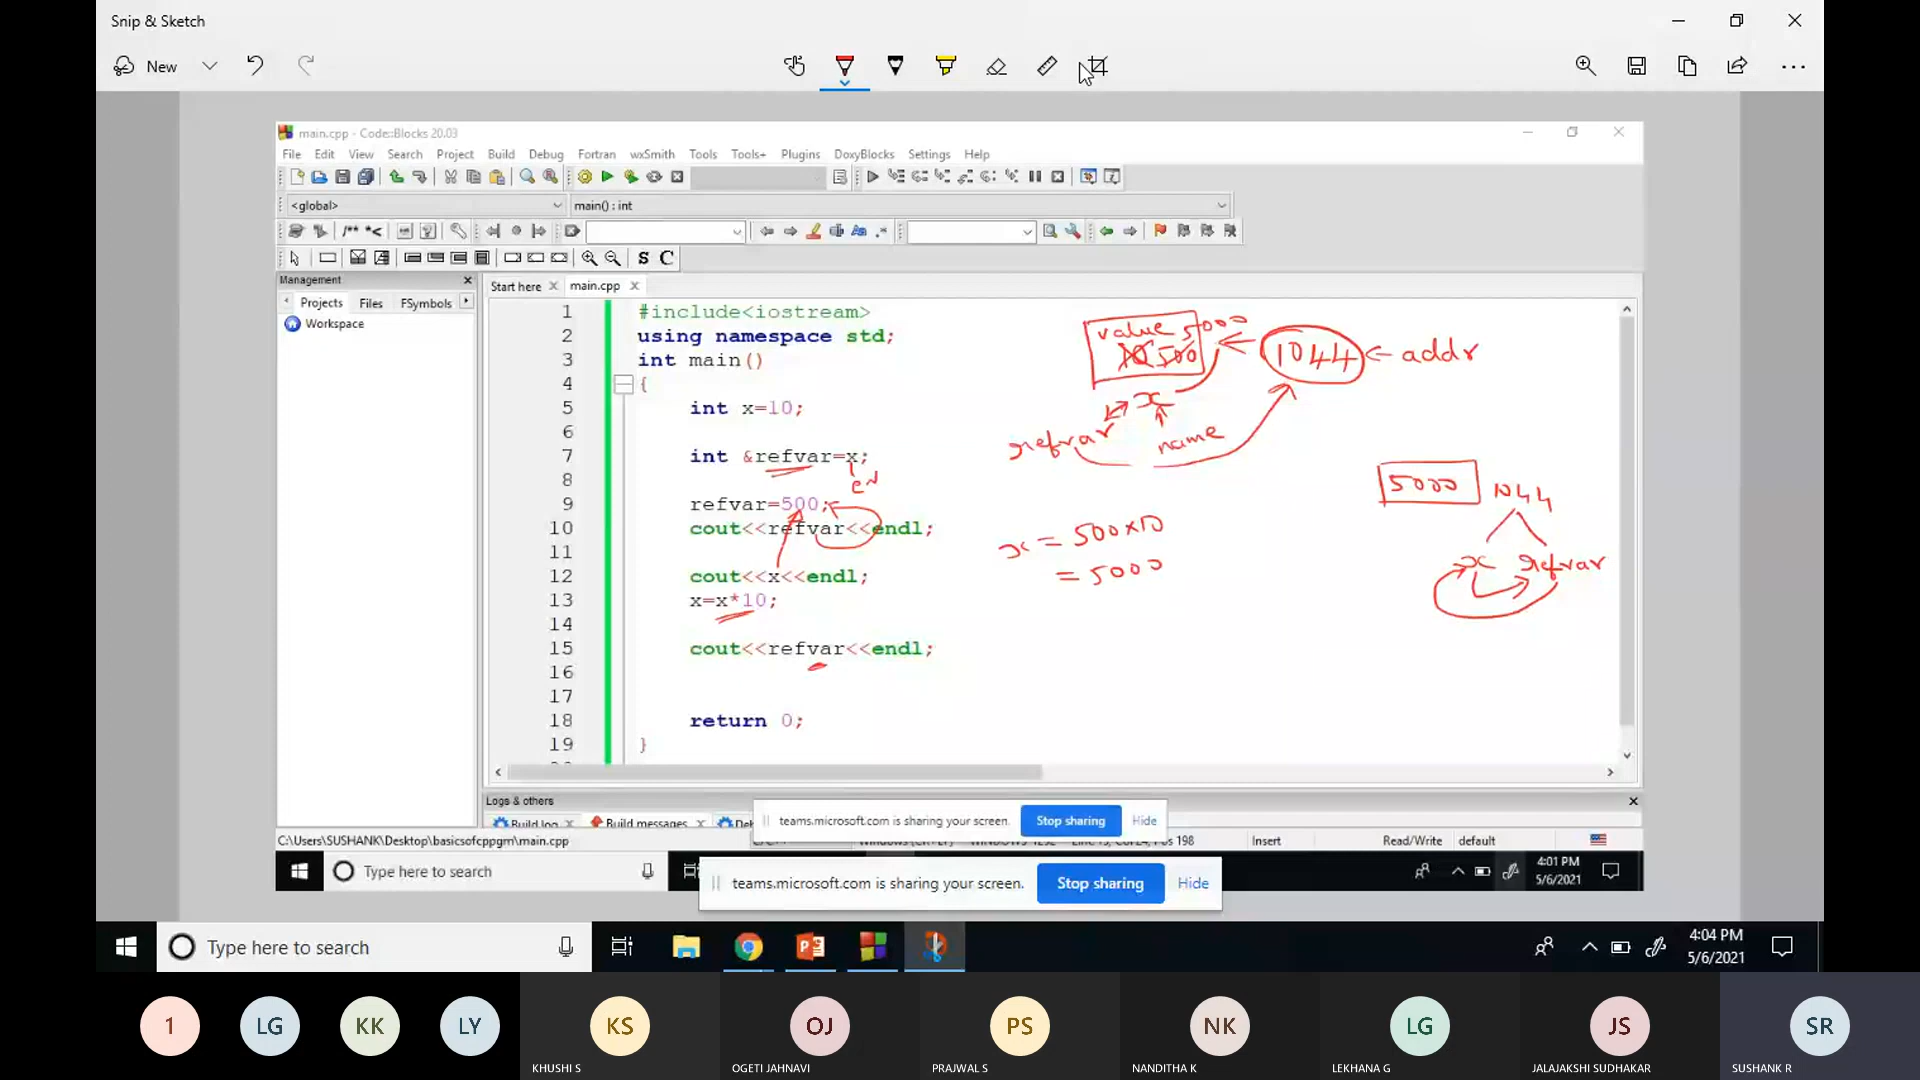 Snip & Sketch
New
main.cpp - Code::Blocks 20.03
File Edit View Search Project Build Debug Fortran wxSmith Tools Tools+ Plugins DoxyBlocks Settings Help
<global> main() : int
/** *<
S C
Management
Projects Files FSymbols
Workspace
Start here main.cpp
1 #include<iostream>
2 using namespace std;
3 int main()
4 {
5 int x=10;
6
7 int &refvar=x;
8
9 refvar=500;
10 cout<<refvar<<endl;
11
12 cout<<x<<endl;
13 x=x*10;
14
15 cout<<refvar<<endl;
16
17
18 return 0;
19 }
value 5000
10 500
1044 <- addr
x
refvar
name
x = 500x10
= 5000
5000 1044
x refvar
Logs & others
Build log Build messages
teams.microsoft.com is sharing your screen. Stop sharing Hide
C:\Users\SUSHANK\Desktop\basicsofcppgm\main.cpp
Insert Read/Write default
Type here to search
4:01 PM
5/6/2021
teams.microsoft.com is sharing your screen. Stop sharing Hide
Type here to search
4:04 PM
5/6/2021
1 LG KK LY KS OJ PS NK LG JS SR
KHUSHI S OGETI JAHNAVI PRAJWAL S NANDITHA K LEKHANA G JALAJAKSHI SUDHAKAR SUSHANK R